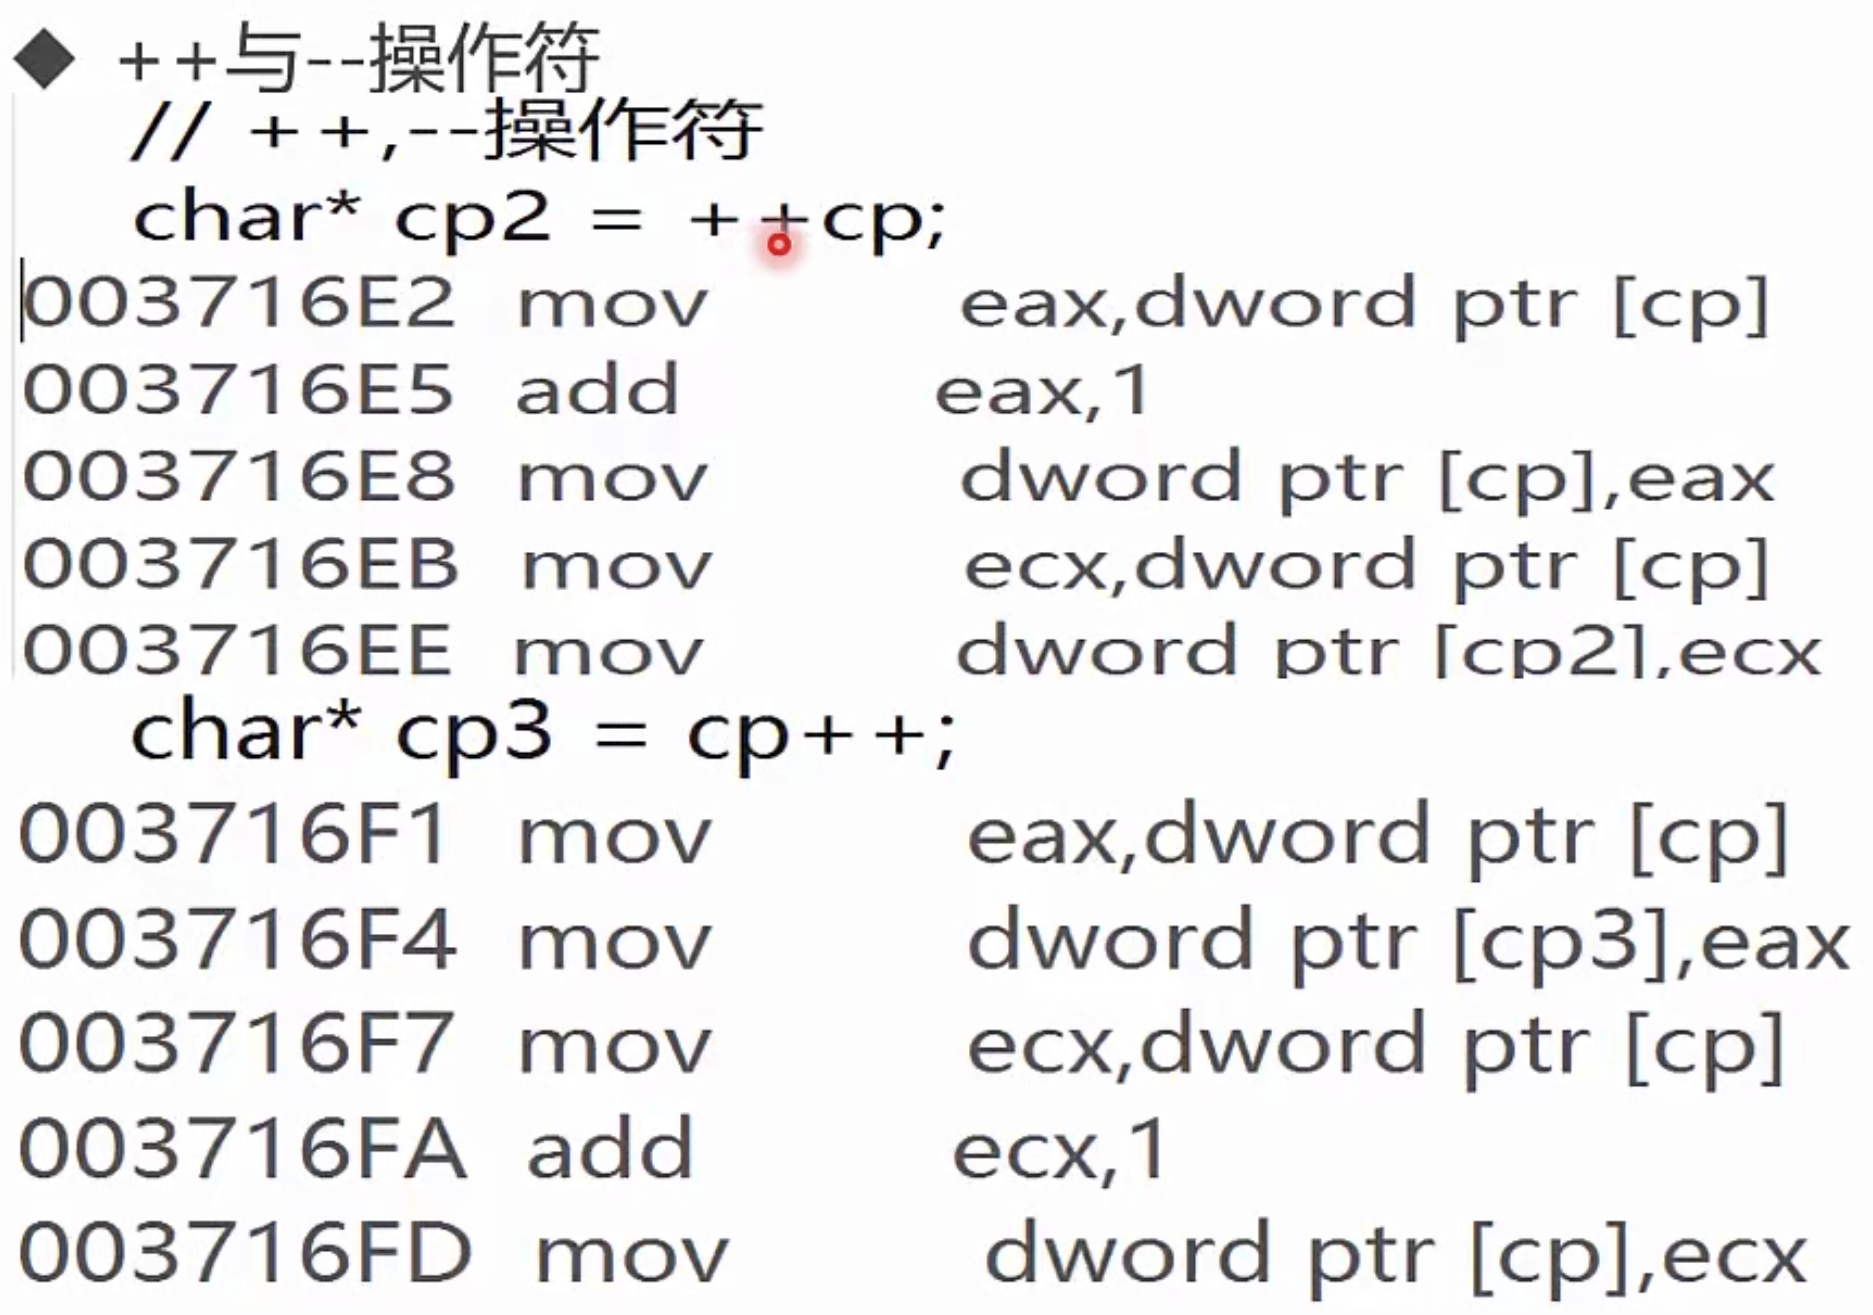 ◆ ++与--操作符
// ++,--操作符
char* cp2 = ++cp;
003716E2 mov eax,dword ptr [cp]
003716E5 add eax,1
003716E8 mov dword ptr [cp],eax
003716EB mov ecx,dword ptr [cp]
003716EE mov dword ptr [cp2],ecx
char* cp3 = cp++;
003716F1 mov eax,dword ptr [cp]
003716F4 mov dword ptr [cp3],eax
003716F7 mov ecx,dword ptr [cp]
003716FA add ecx,1
003716FD mov dword ptr [cp],ecx